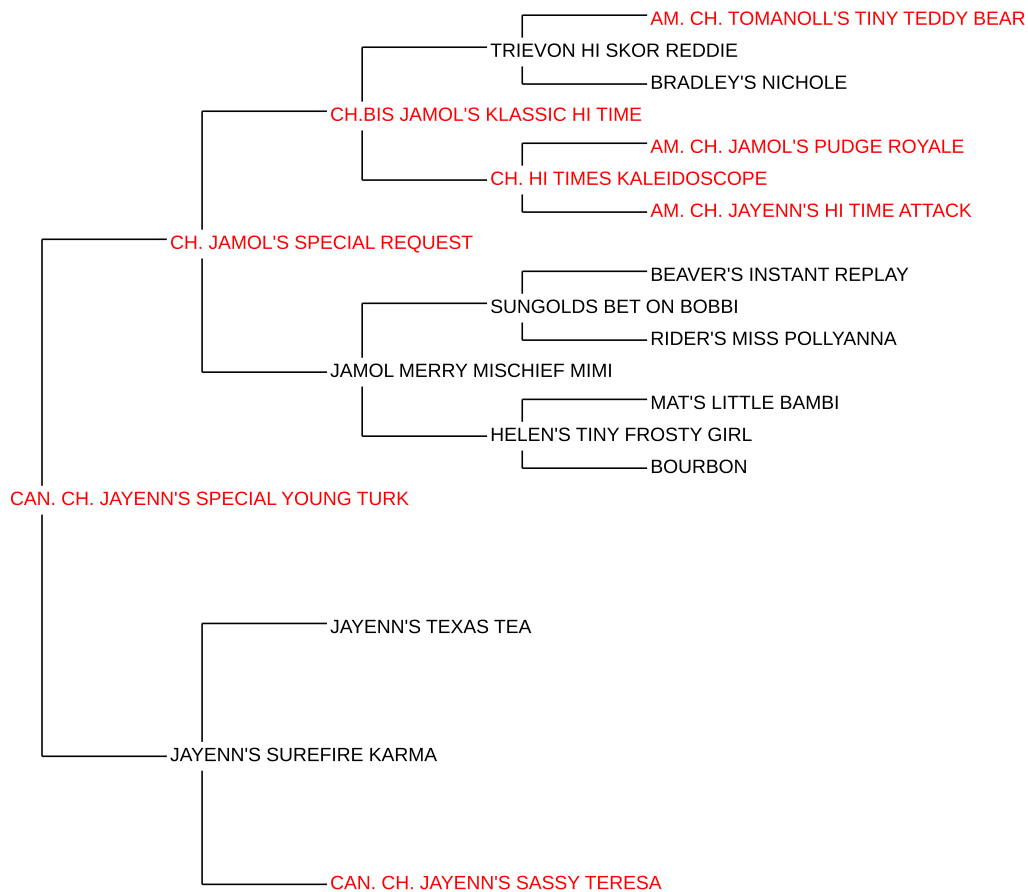 AM. CH. TOMANOLL'S TINY TEDDY BEAR
TRIEVON HI SKOR REDDIE
BRADLEY'S NICHOLE
CH.BIS JAMOL'S KLASSIC HI TIME
AM. CH. JAMOL'S PUDGE ROYALE
CH. HI TIMES KALEIDOSCOPE
AM. CH. JAYENN'S HI TIME ATTACK
CH. JAMOL'S SPECIAL REQUEST
BEAVER'S INSTANT REPLAY
SUNGOLDS BET ON BOBBI
RIDER'S MISS POLLYANNA
JAMOL MERRY MISCHIEF MIMI
MAT'S LITTLE BAMBI
HELEN'S TINY FROSTY GIRL
BOURBON
CAN. CH. JAYENN'S SPECIAL YOUNG TURK
JAYENN'S TEXAS TEA
JAYENN'S SUREFIRE KARMA
CAN. CH. JAYENN'S SASSY TERESA